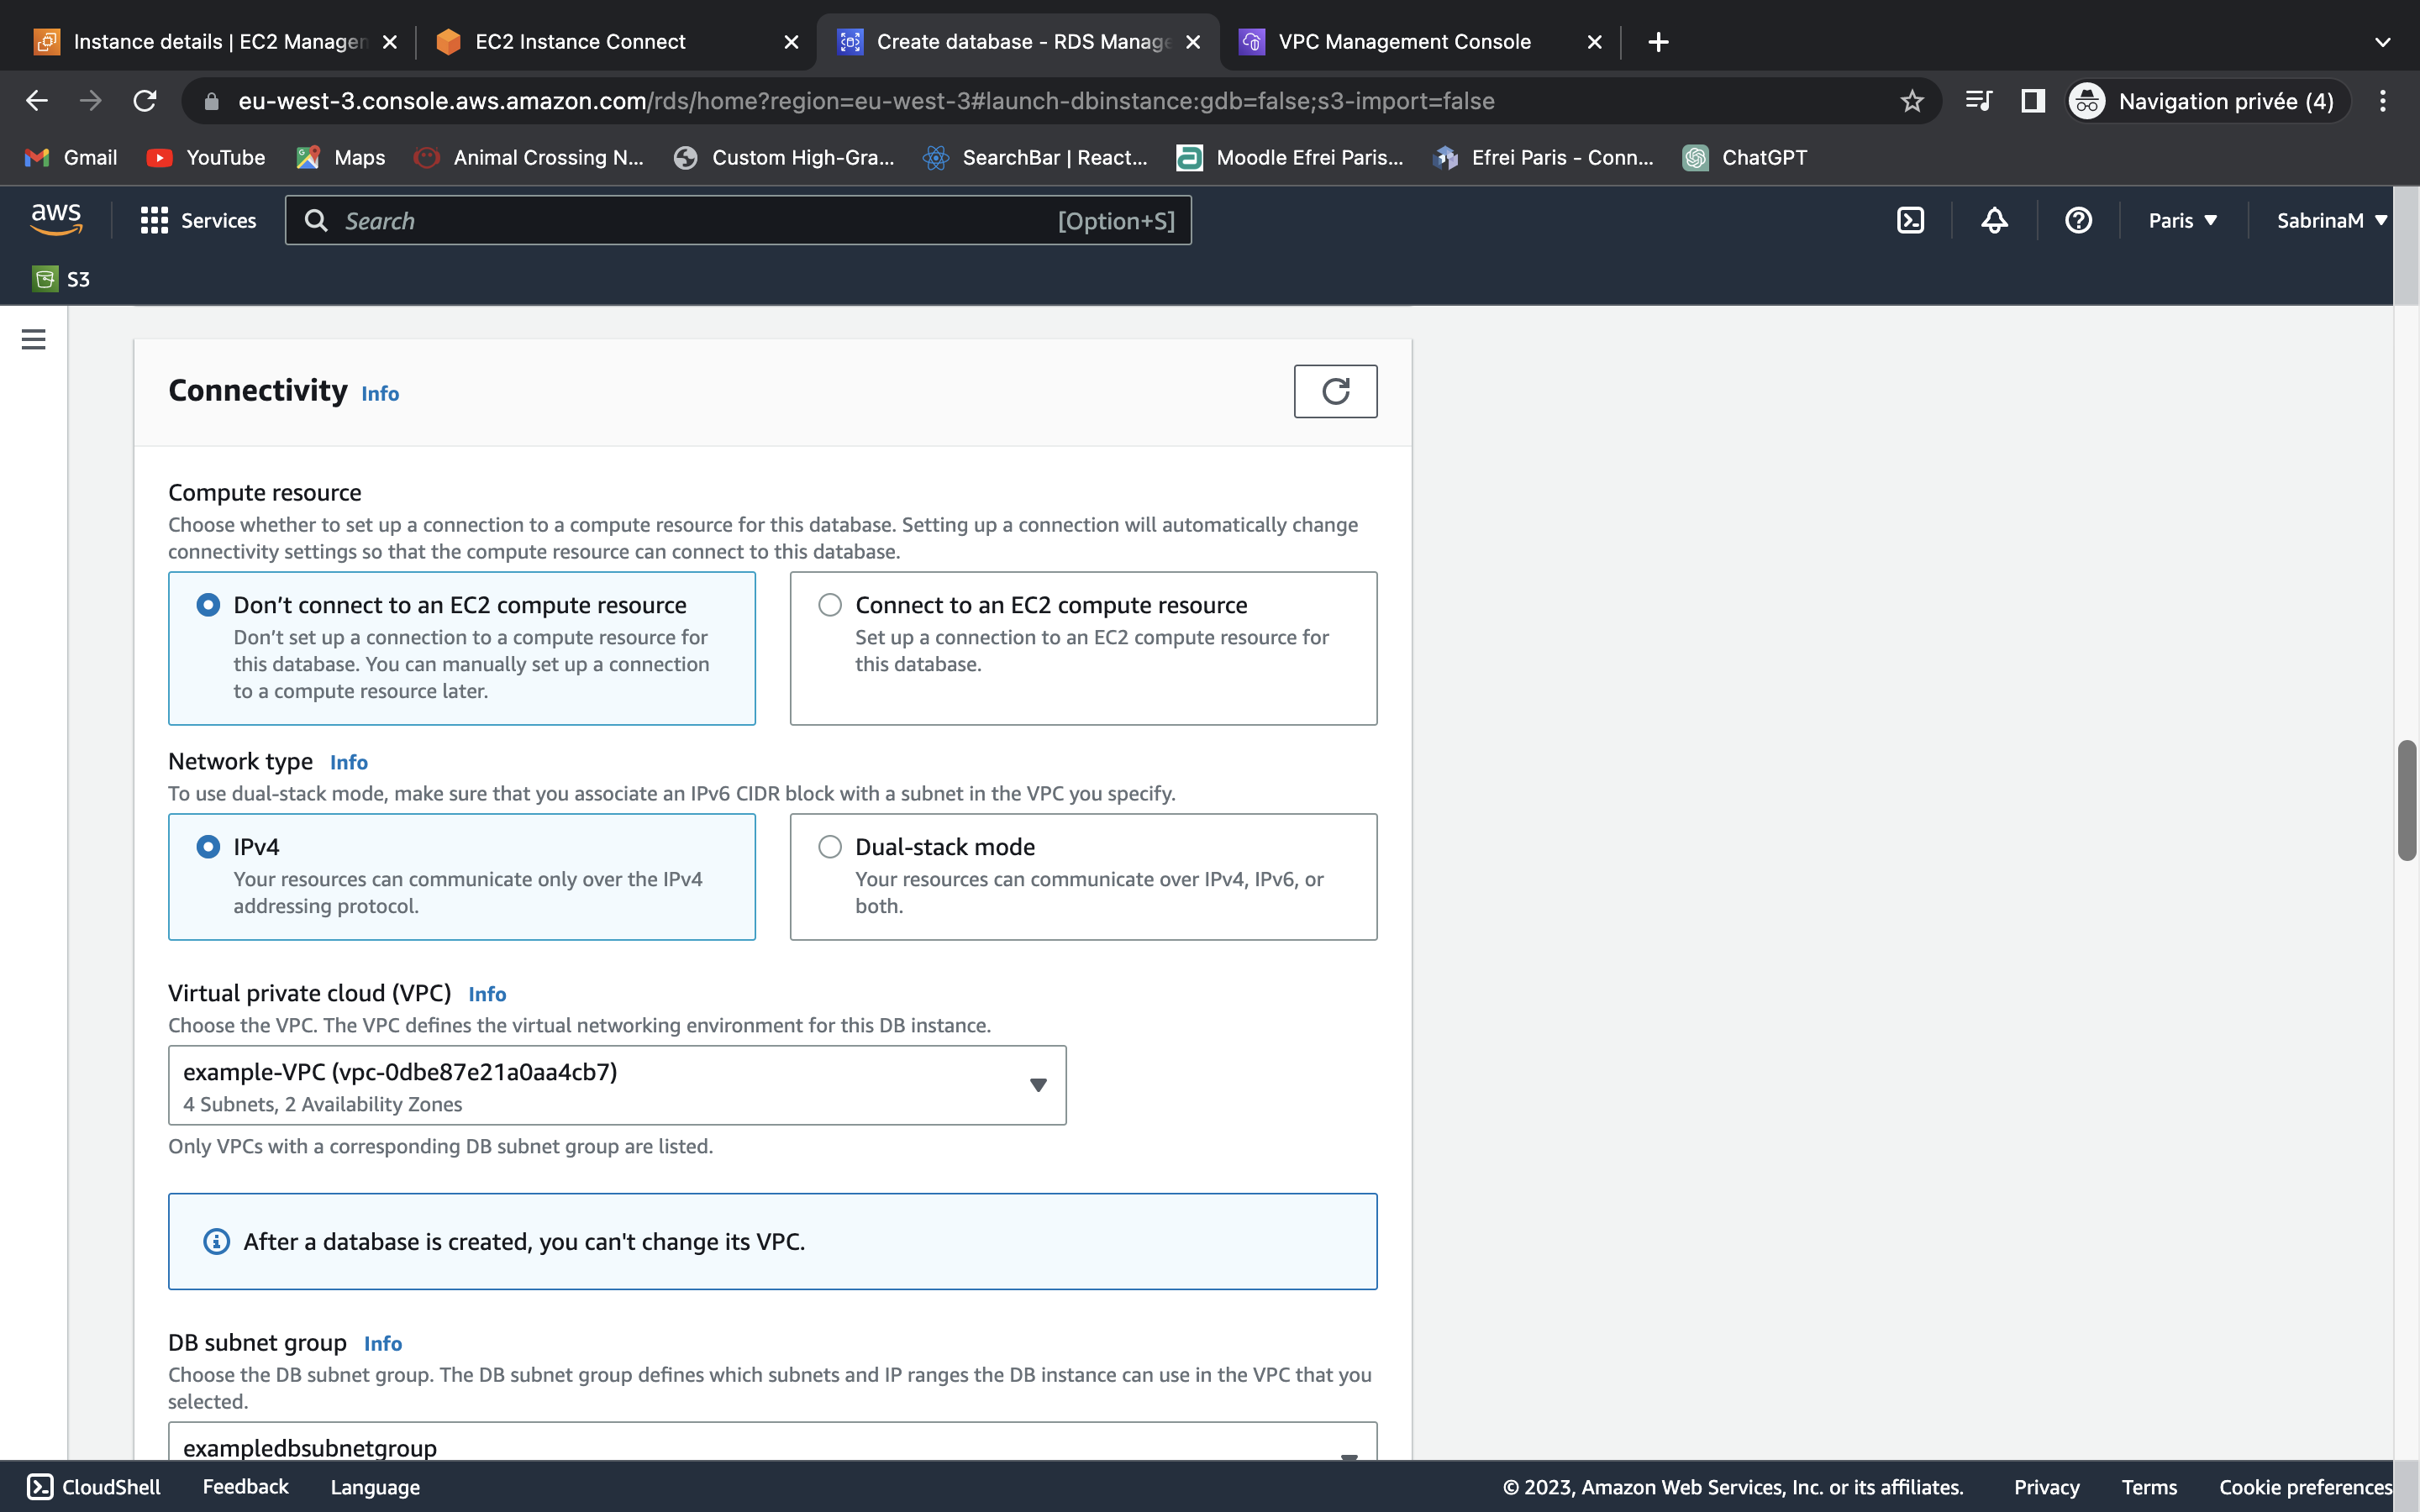 Instance details | EC2 Managen
EC2 Instance Connect
Create database - RDS Manage
VPC Management Console
eu-west-3.console.aws.amazon.com/rds/home?region=eu-west-3#launch-dbinstance:gdb=false;s3-import=false
Navigation privée (4)
Gmail
YouTube
Maps
Animal Crossing N...
Custom High-Gra...
SearchBar | React...
Moodle Efrei Paris...
Efrei Paris - Conn...
ChatGPT
aws
Services
Search
[Option+S]
Paris
SabrinaM
S3
Connectivity Info
Compute resource
Choose whether to set up a connection to a compute resource for this database. Setting up a connection will automatically change
connectivity settings so that the compute resource can connect to this database.
Don’t connect to an EC2 compute resource
Don’t set up a connection to a compute resource for
this database. You can manually set up a connection
to a compute resource later.
Connect to an EC2 compute resource
Set up a connection to an EC2 compute resource for
this database.
Network type Info
To use dual-stack mode, make sure that you associate an IPv6 CIDR block with a subnet in the VPC you specify.
IPv4
Your resources can communicate only over the IPv4
addressing protocol.
Dual-stack mode
Your resources can communicate over IPv4, IPv6, or
both.
Virtual private cloud (VPC) Info
Choose the VPC. The VPC defines the virtual networking environment for this DB instance.
example-VPC (vpc-0dbe87e21a0aa4cb7)
4 Subnets, 2 Availability Zones
Only VPCs with a corresponding DB subnet group are listed.
After a database is created, you can't change its VPC.
DB subnet group Info
Choose the DB subnet group. The DB subnet group defines which subnets and IP ranges the DB instance can use in the VPC that you
selected.
exampledbsubnetgroup
CloudShell
Feedback
Language
© 2023, Amazon Web Services, Inc. or its affiliates.
Privacy
Terms
Cookie preferences